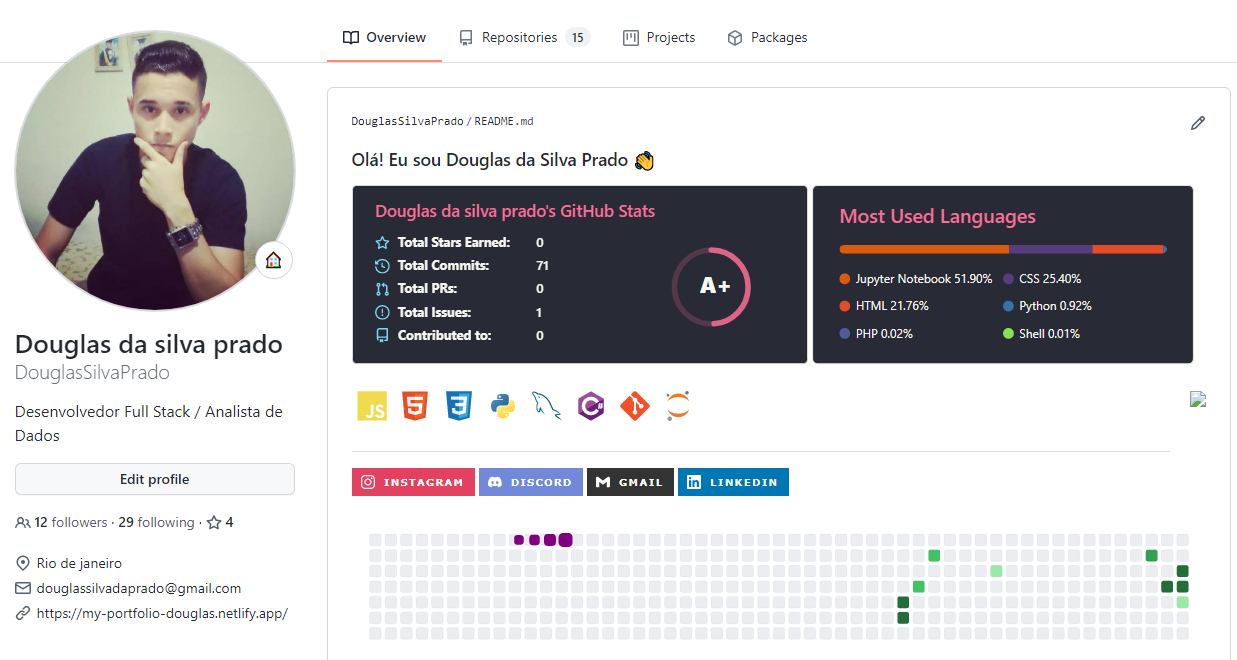 Overview
Repositories 15
Projects
Packages
DouglasSilvaPrado/README.md
Olá! Eu sou Douglas da Silva Prado 👋
Douglas da silva prado's GitHub Stats
Total Stars Earned: 0
Total Commits: 71
Total PRs: 0
Total Issues: 1
Contributed to: 0
A+
Most Used Languages
Jupyter Notebook 51.90%
CSS 25.40%
HTML 21.76%
Python 0.92%
PHP 0.02%
Shell 0.01%
JS
5
3
C#
INSTAGRAM
DISCORD
GMAIL
LINKEDIN
Douglas da silva prado
DouglasSilvaPrado
Desenvolvedor Full Stack / Analista de
Dados
Edit profile
12 followers · 29 following · 4
Rio de janeiro
douglassilvadaprado@gmail.com
https://my-portfolio-douglas.netlify.app/